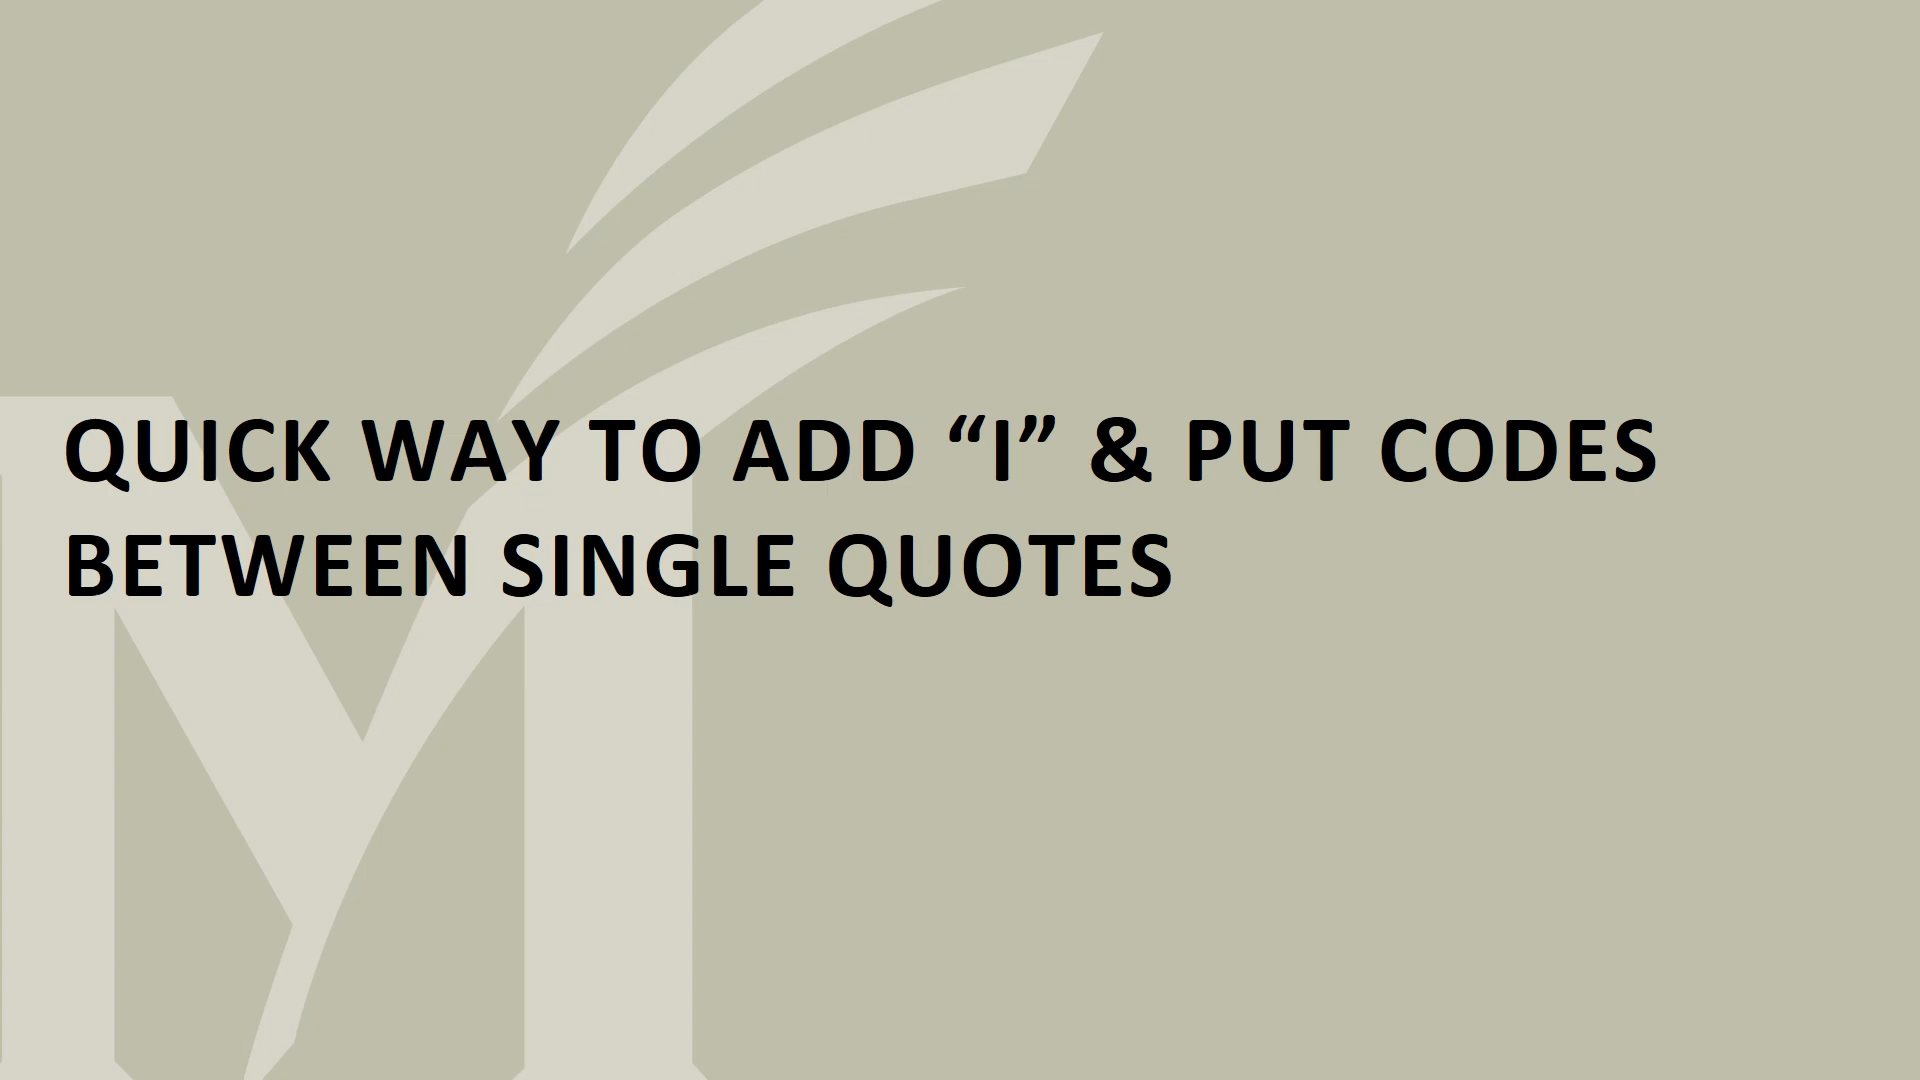 QUICK WAY TO ADD “I” & PUT CODES
BETWEEN SINGLE QUOTES